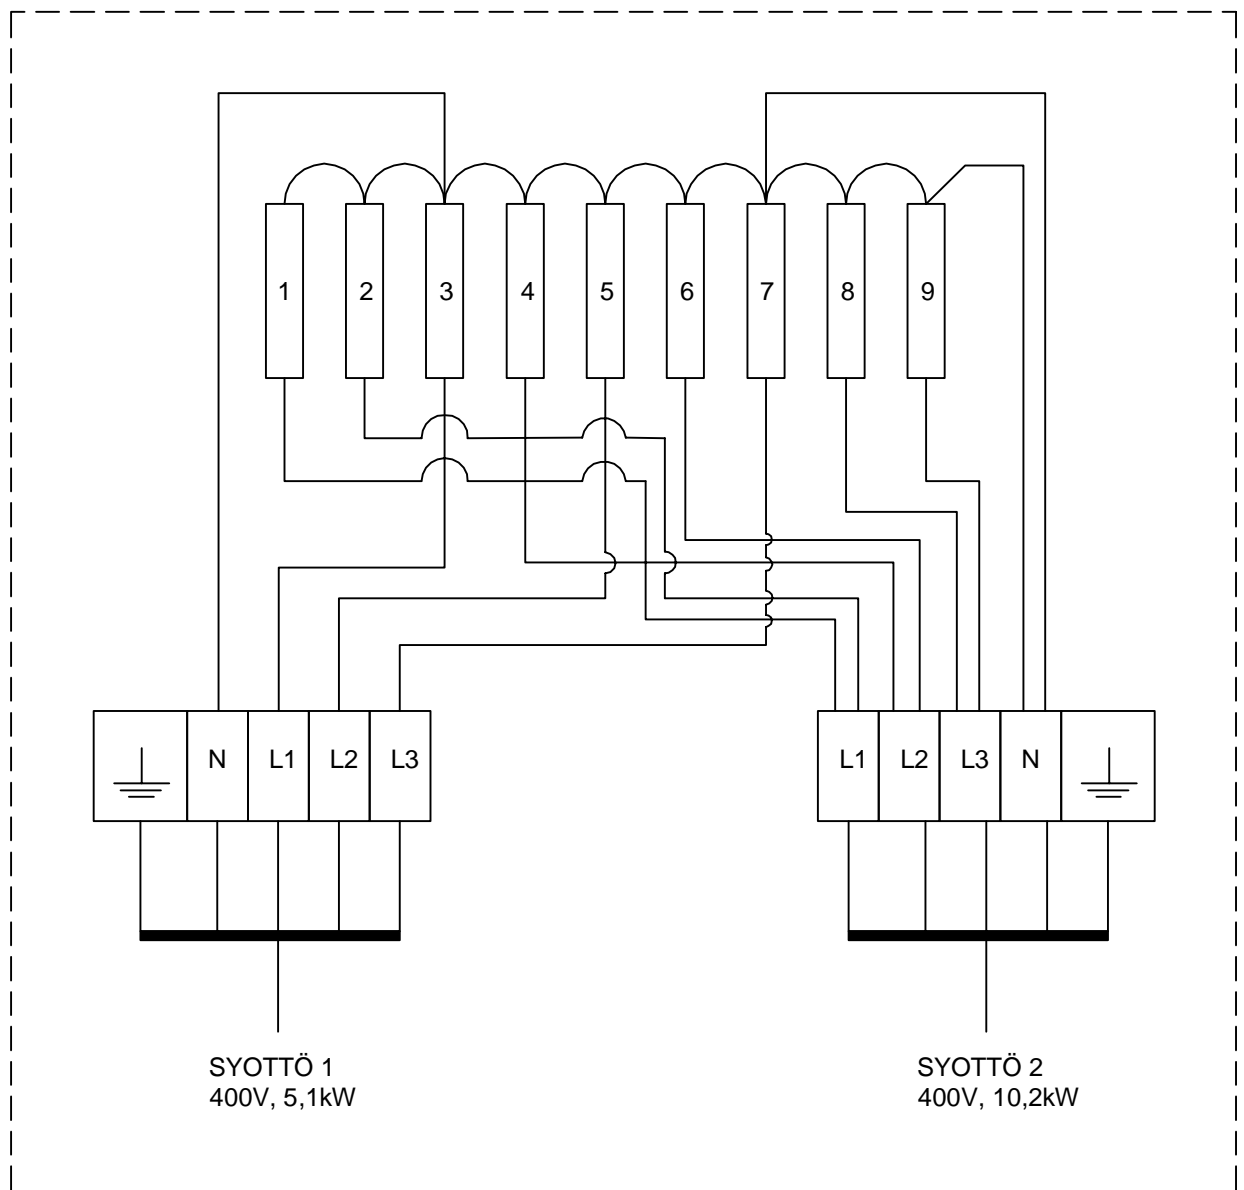 1 2 3 4 5 6 7 8 9
N L1 L2 L3
L1 L2 L3 N
SYOTTÖ 1
400V, 5,1kW
SYOTTÖ 2
400V, 10,2kW